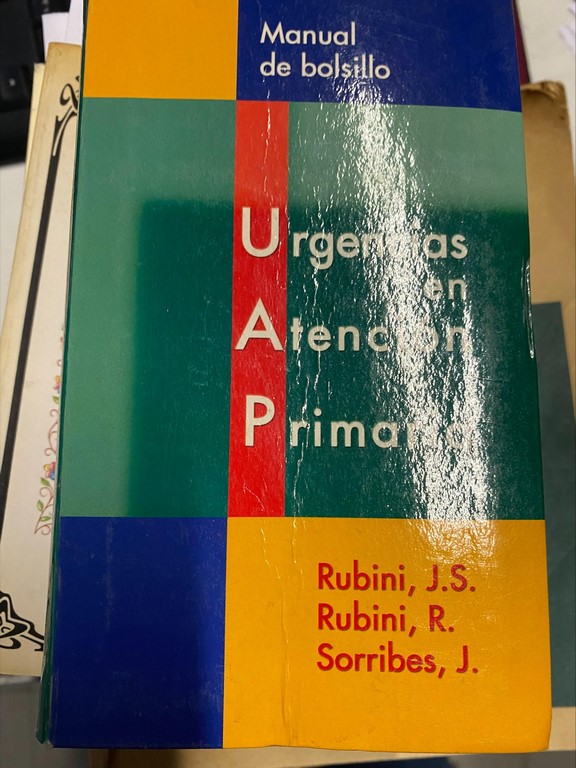 Manual
de bolsillo
Urgencias
en
Atención
Primaria
Rubini, J.S.
Rubini, R.
Sorribes, J.